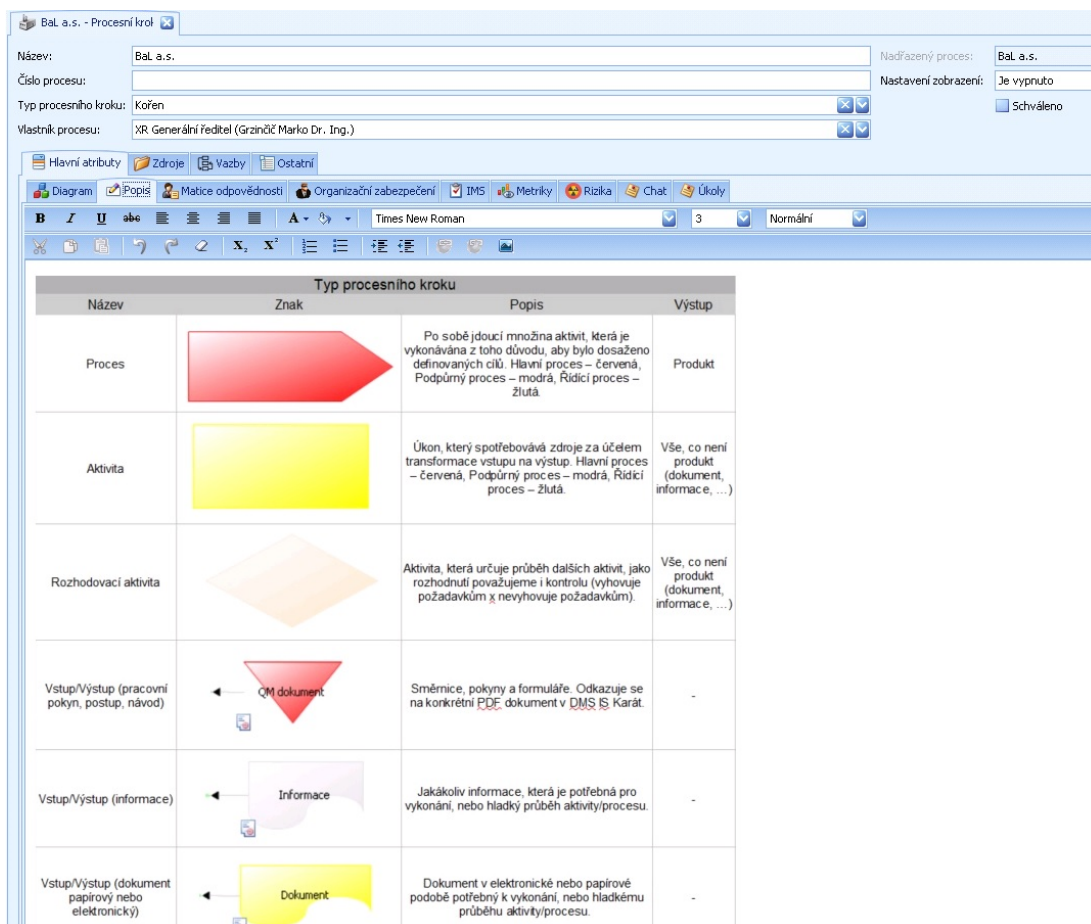 BaL a.s. - Procesní krok
Název: BaL a.s. Nadřazený proces: BaL a.s.
Číslo procesu: Nastavení zobrazení: Je vypnuto
Typ procesního kroku: Kořen Schváleno
Vlastník procesu: XR Generální ředitel (Grzinčič Marko Dr. Ing.)
Hlavní atributy Zdroje Vazby Ostatní
Diagram Popis Matice odpovědnosti Organizační zabezpečení IMS Metriky Rizika Chat Úkoly
B I U abc A Times New Roman 3 Normální
X₂ X²
Typ procesního kroku
Název Znak Popis Výstup
Proces
Po sobě jdoucí množina aktivit, která je
vykonávána z toho důvodu, aby bylo dosaženo
definovaných cílů. Hlavní proces – červená,
Podpůrný proces – modrá, Řídící proces –
žlutá.
Produkt
Aktivita
Úkon, který spotřebovává zdroje za účelem
transformace vstupu na výstup. Hlavní proces
– červená, Podpůrný proces – modrá, Řídící
proces – žlutá.
Vše, co není
produkt
(dokument,
informace, ...)
Rozhodovací aktivita
Aktivita, která určuje průběh dalších aktivit, jako
rozhodnutí považujeme i kontrolu (vyhovuje
požadavkům x nevyhovuje požadavkům).
Vše, co není
produkt
(dokument,
informace, ...)
Vstup/Výstup (pracovní
pokyn, postup, návod)
QM dokument
Směrnice, pokyny a formuláře. Odkazuje se
na konkrétní PDF dokument v DMS IS Karát.
-
Vstup/Výstup (informace)
Informace
Jakákoliv informace, která je potřebná pro
vykonání, nebo hladký průběh aktivity/procesu.
-
Vstup/Výstup (dokument
papírový nebo
elektronický)
Dokument
Dokument v elektronické nebo papírové
podobě potřebný k vykonání, nebo hladkému
průběhu aktivity/procesu.
-